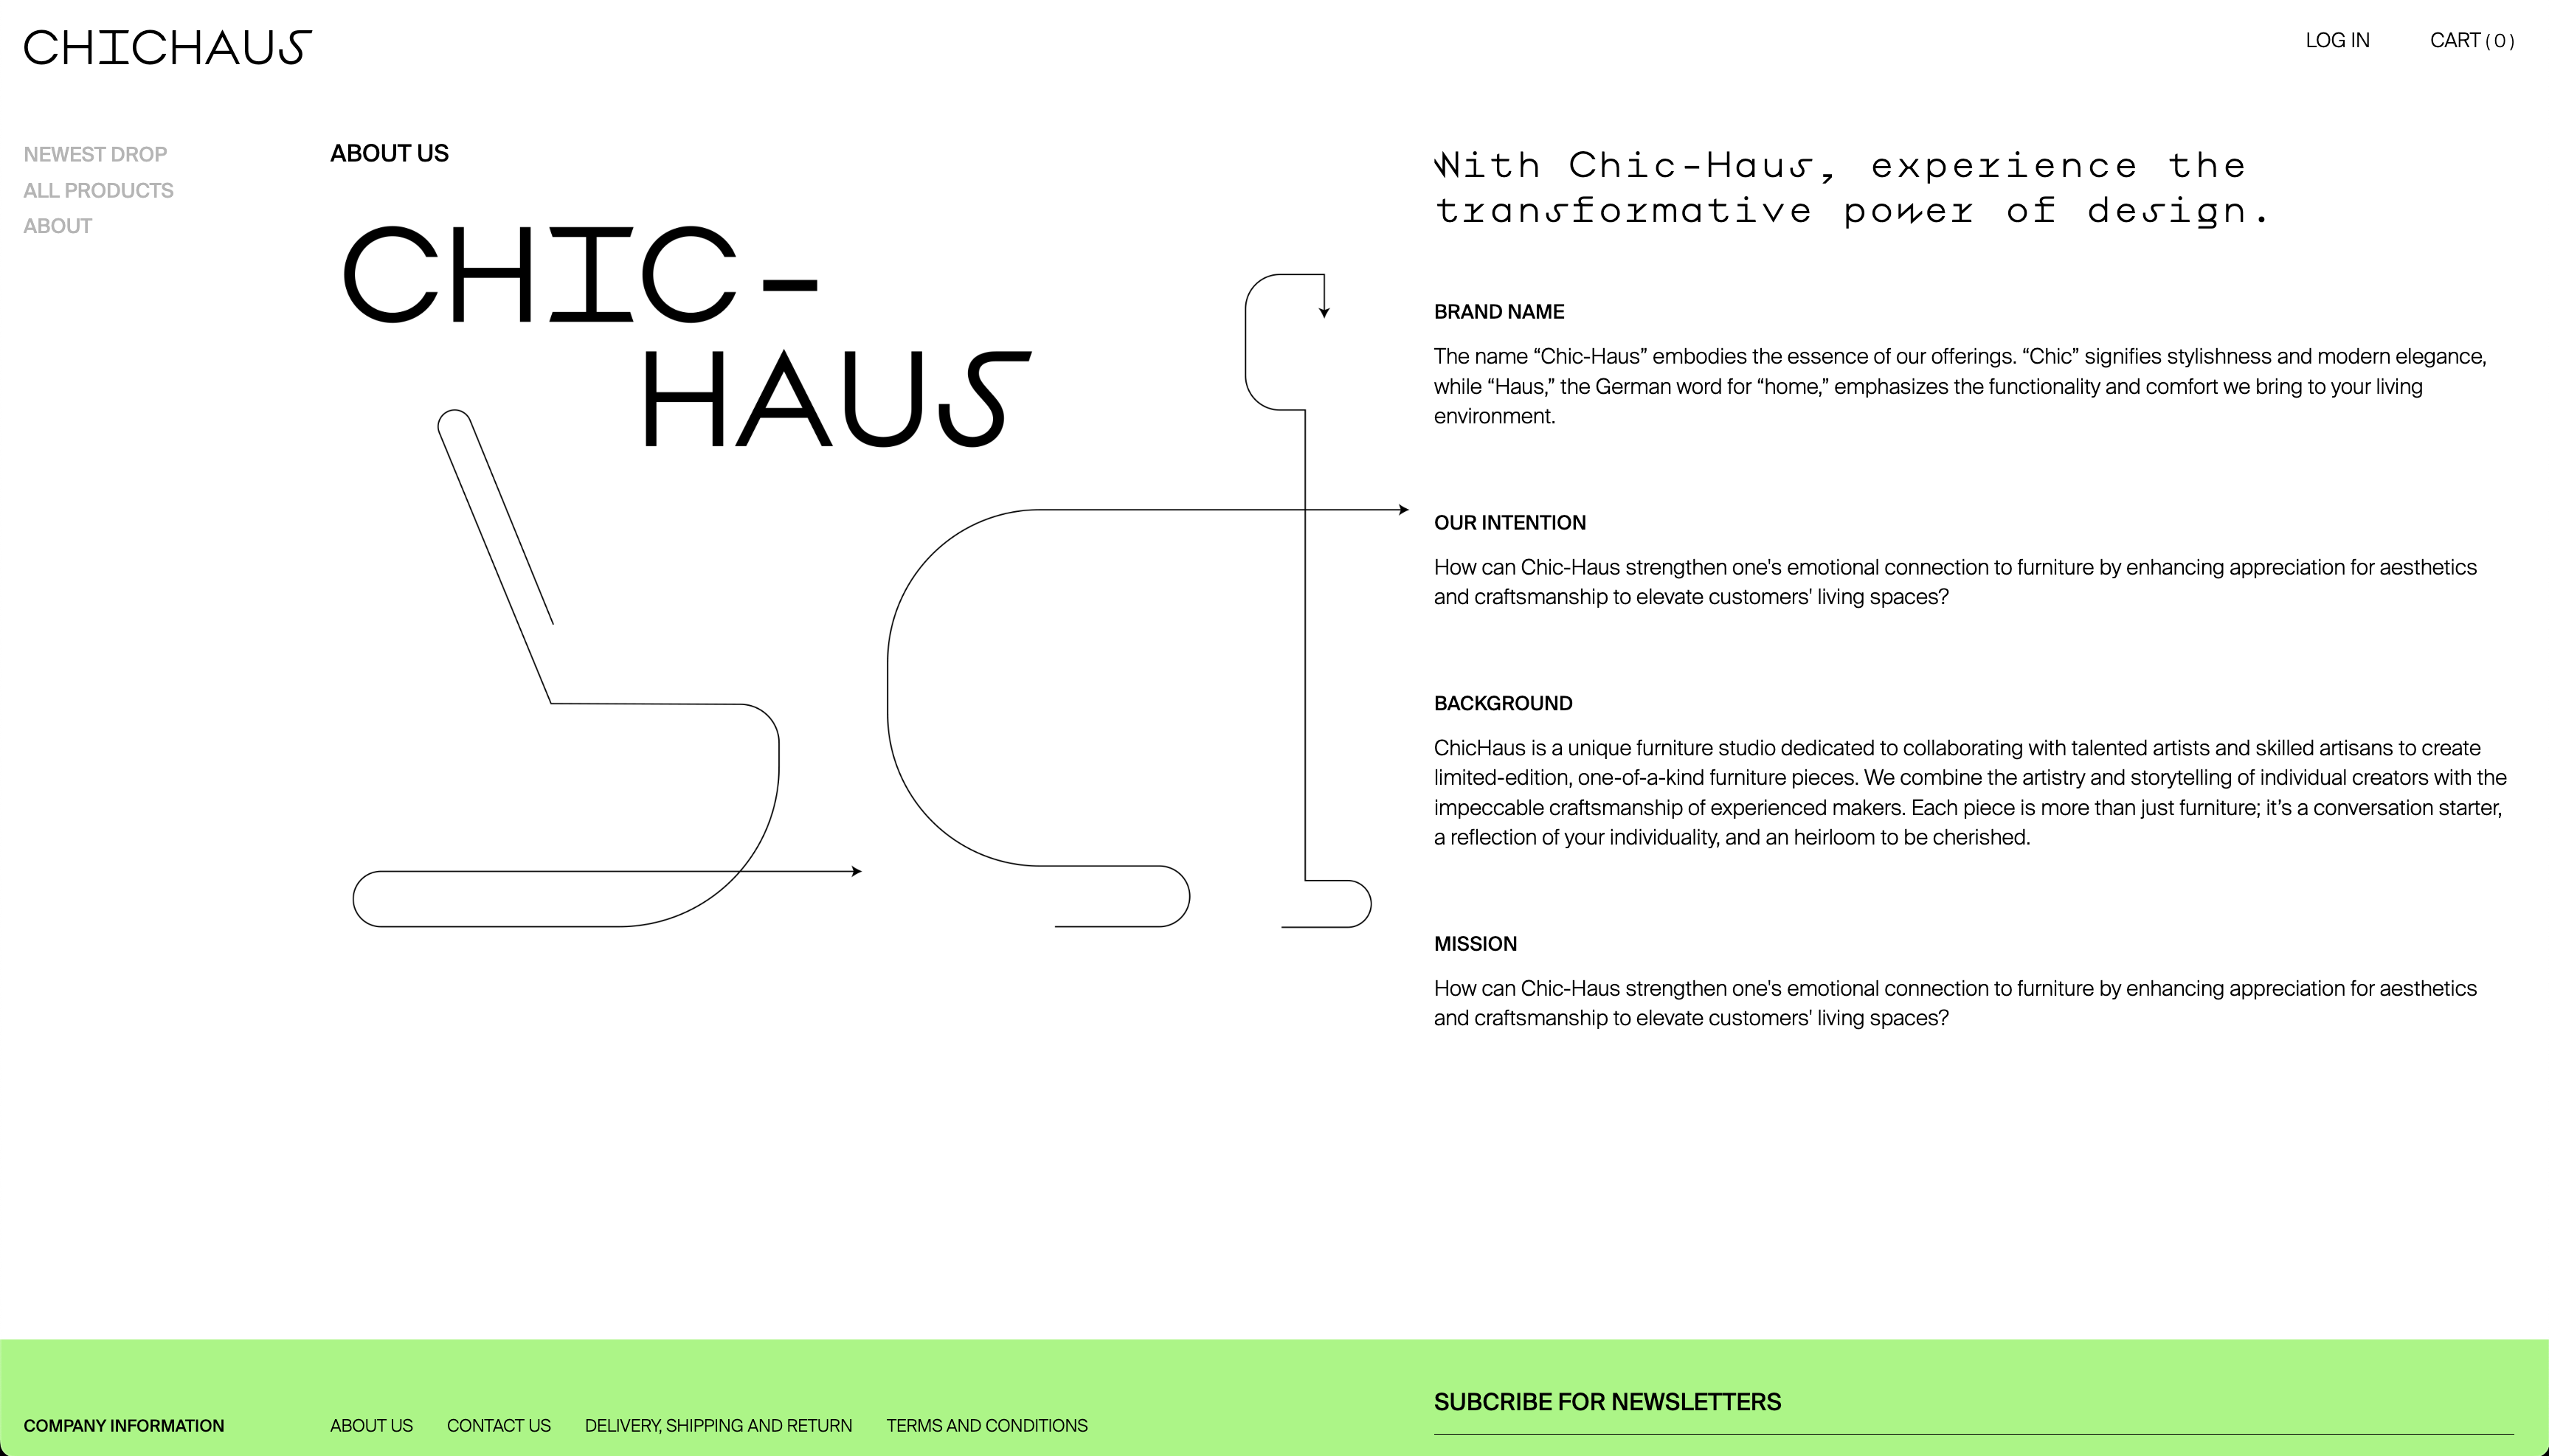 CHICHAUS
LOG IN
CART ( 0 )
NEWEST DROP
ALL PRODUCTS
ABOUT
ABOUT US
CHIC-
HAUS
With Chic-Haus, experience the
transformative power of design.
BRAND NAME
The name “Chic-Haus” embodies the essence of our offerings. “Chic” signifies stylishness and modern elegance,
while “Haus,” the German word for “home,” emphasizes the functionality and comfort we bring to your living
environment.
OUR INTENTION
How can Chic-Haus strengthen one's emotional connection to furniture by enhancing appreciation for aesthetics
and craftsmanship to elevate customers' living spaces?
BACKGROUND
ChicHaus is a unique furniture studio dedicated to collaborating with talented artists and skilled artisans to create
limited-edition, one-of-a-kind furniture pieces. We combine the artistry and storytelling of individual creators with the
impeccable craftsmanship of experienced makers. Each piece is more than just furniture; it’s a conversation starter,
a reflection of your individuality, and an heirloom to be cherished.
MISSION
How can Chic-Haus strengthen one's emotional connection to furniture by enhancing appreciation for aesthetics
and craftsmanship to elevate customers' living spaces?
SUBCRIBE FOR NEWSLETTERS
COMPANY INFORMATION
ABOUT US
CONTACT US
DELIVERY, SHIPPING AND RETURN
TERMS AND CONDITIONS